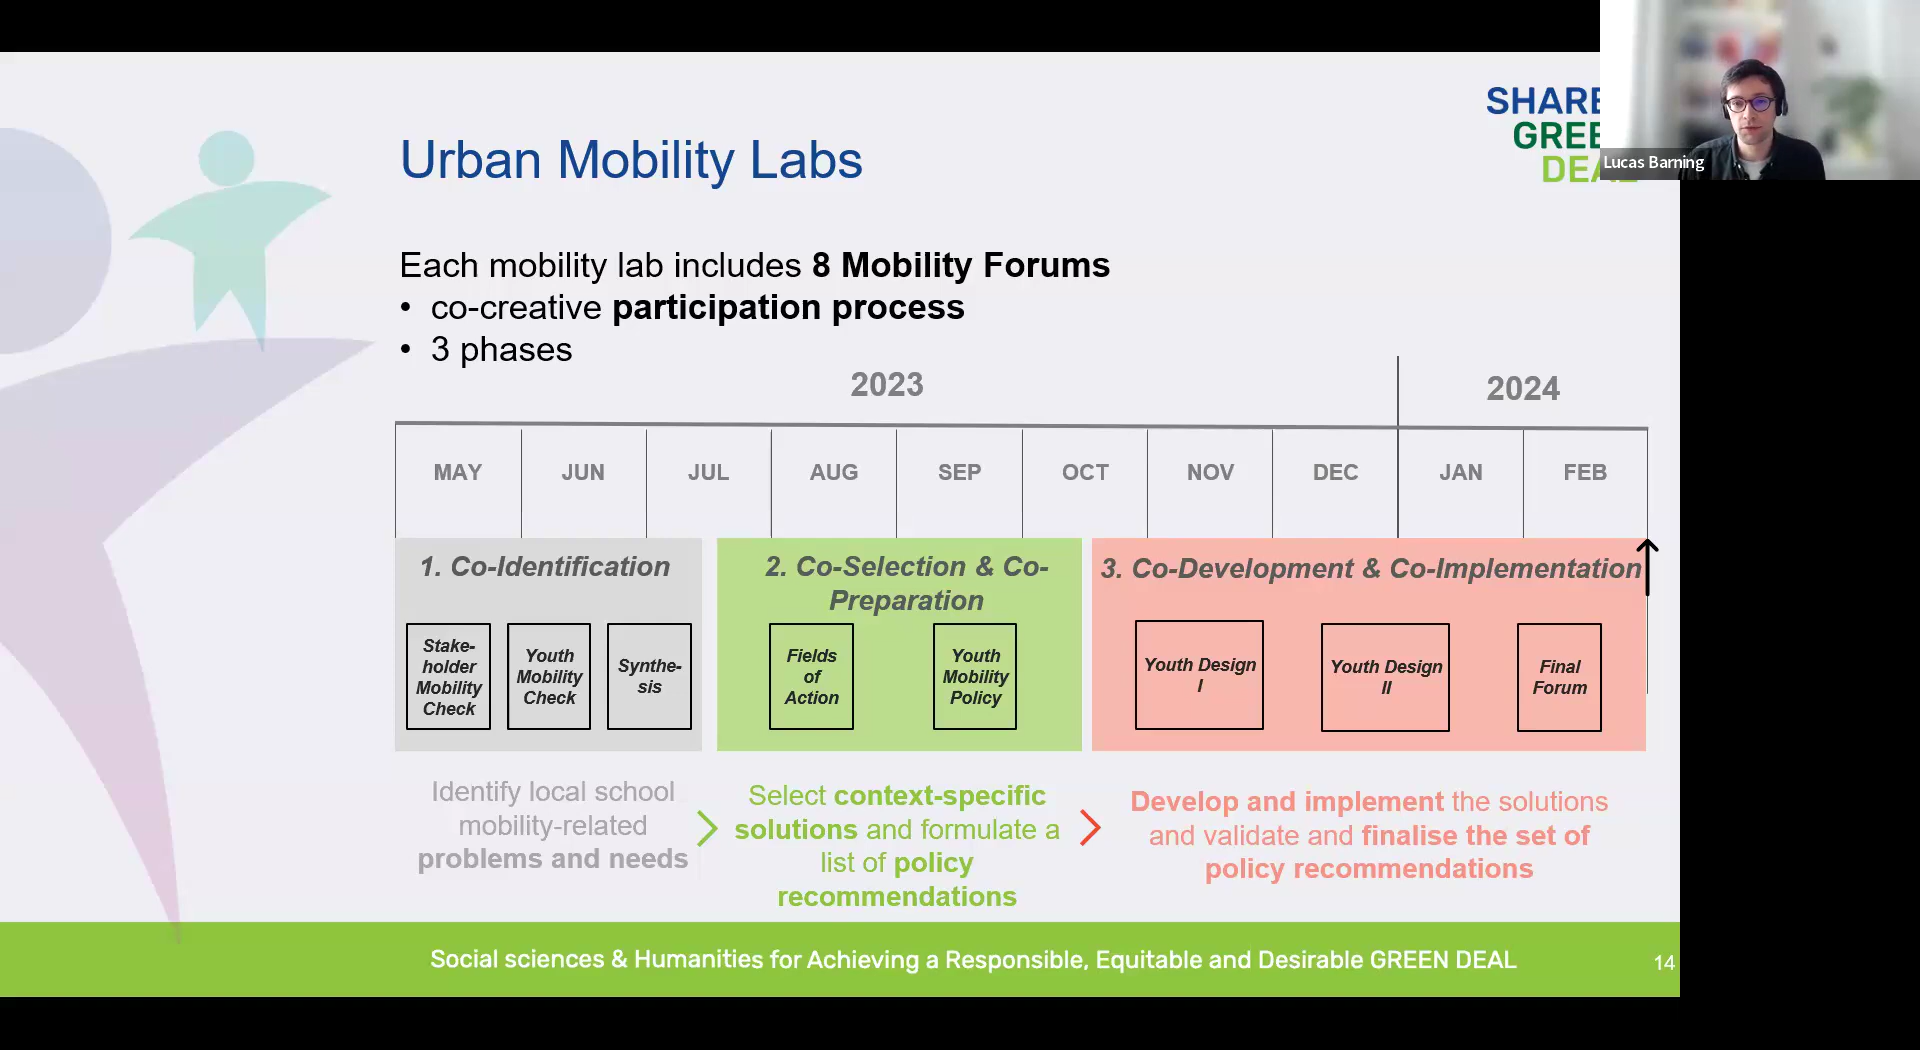 SHARE
GREE
DEAL
Lucas Barning
Urban Mobility Labs
Each mobility lab includes 8 Mobility Forums
• co-creative participation process
• 3 phases
2023
2024
MAY
JUN
JUL
AUG
SEP
OCT
NOV
DEC
JAN
FEB
1. Co-Identification
Stake-
holder
Mobility
Check
Youth
Mobility
Check
Synthe-
sis
2. Co-Selection & Co-
Preparation
Fields
of
Action
Youth
Mobility
Policy
3. Co-Development & Co-Implementation
Youth Design
I
Youth Design
II
Final
Forum
Identify local school
mobility-related
problems and needs
Select context-specific
solutions and formulate a
list of policy
recommendations
Develop and implement the solutions
and validate and finalise the set of
policy recommendations
Social sciences & Humanities for Achieving a Responsible, Equitable and Desirable GREEN DEAL
14